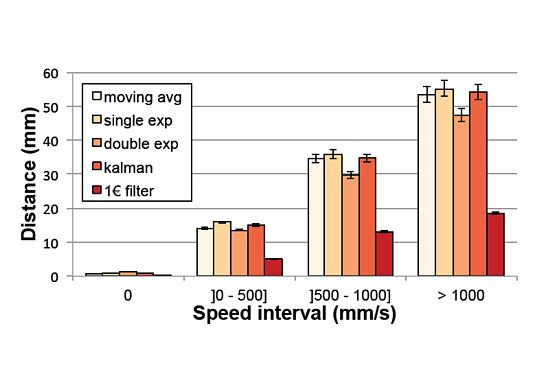 Distance (mm)
60
50
40
30
20
10
0
moving avg
single exp
double exp
kalman
1€ filter
0
]0 - 500]
]500 - 1000]
> 1000
Speed interval (mm/s)